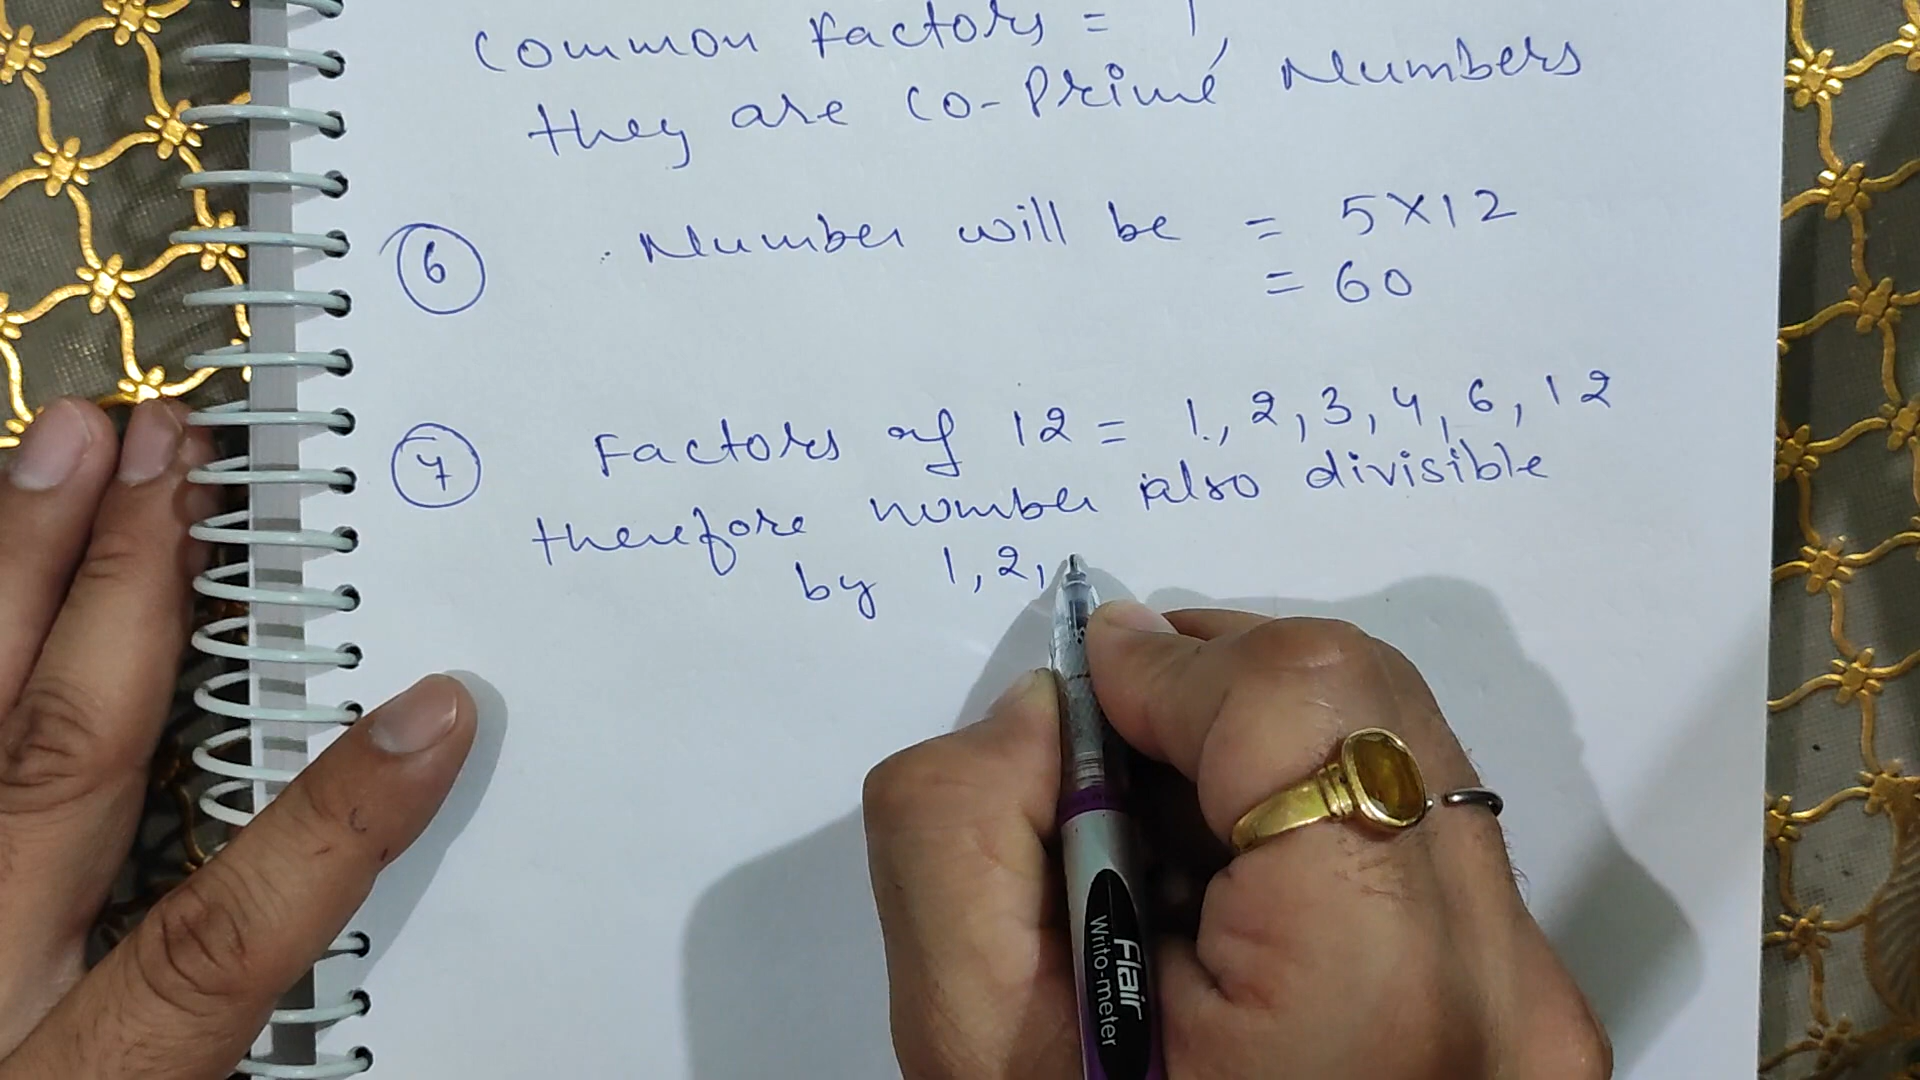 Common Factors = 1,
they are co-Prime Numbers
6 Number will be = 5×12
= 60
7 Factors of 12 = 1, 2, 3, 4, 6, 12
therefore number also divisible
by 1, 2,
Flair
Writo-meter